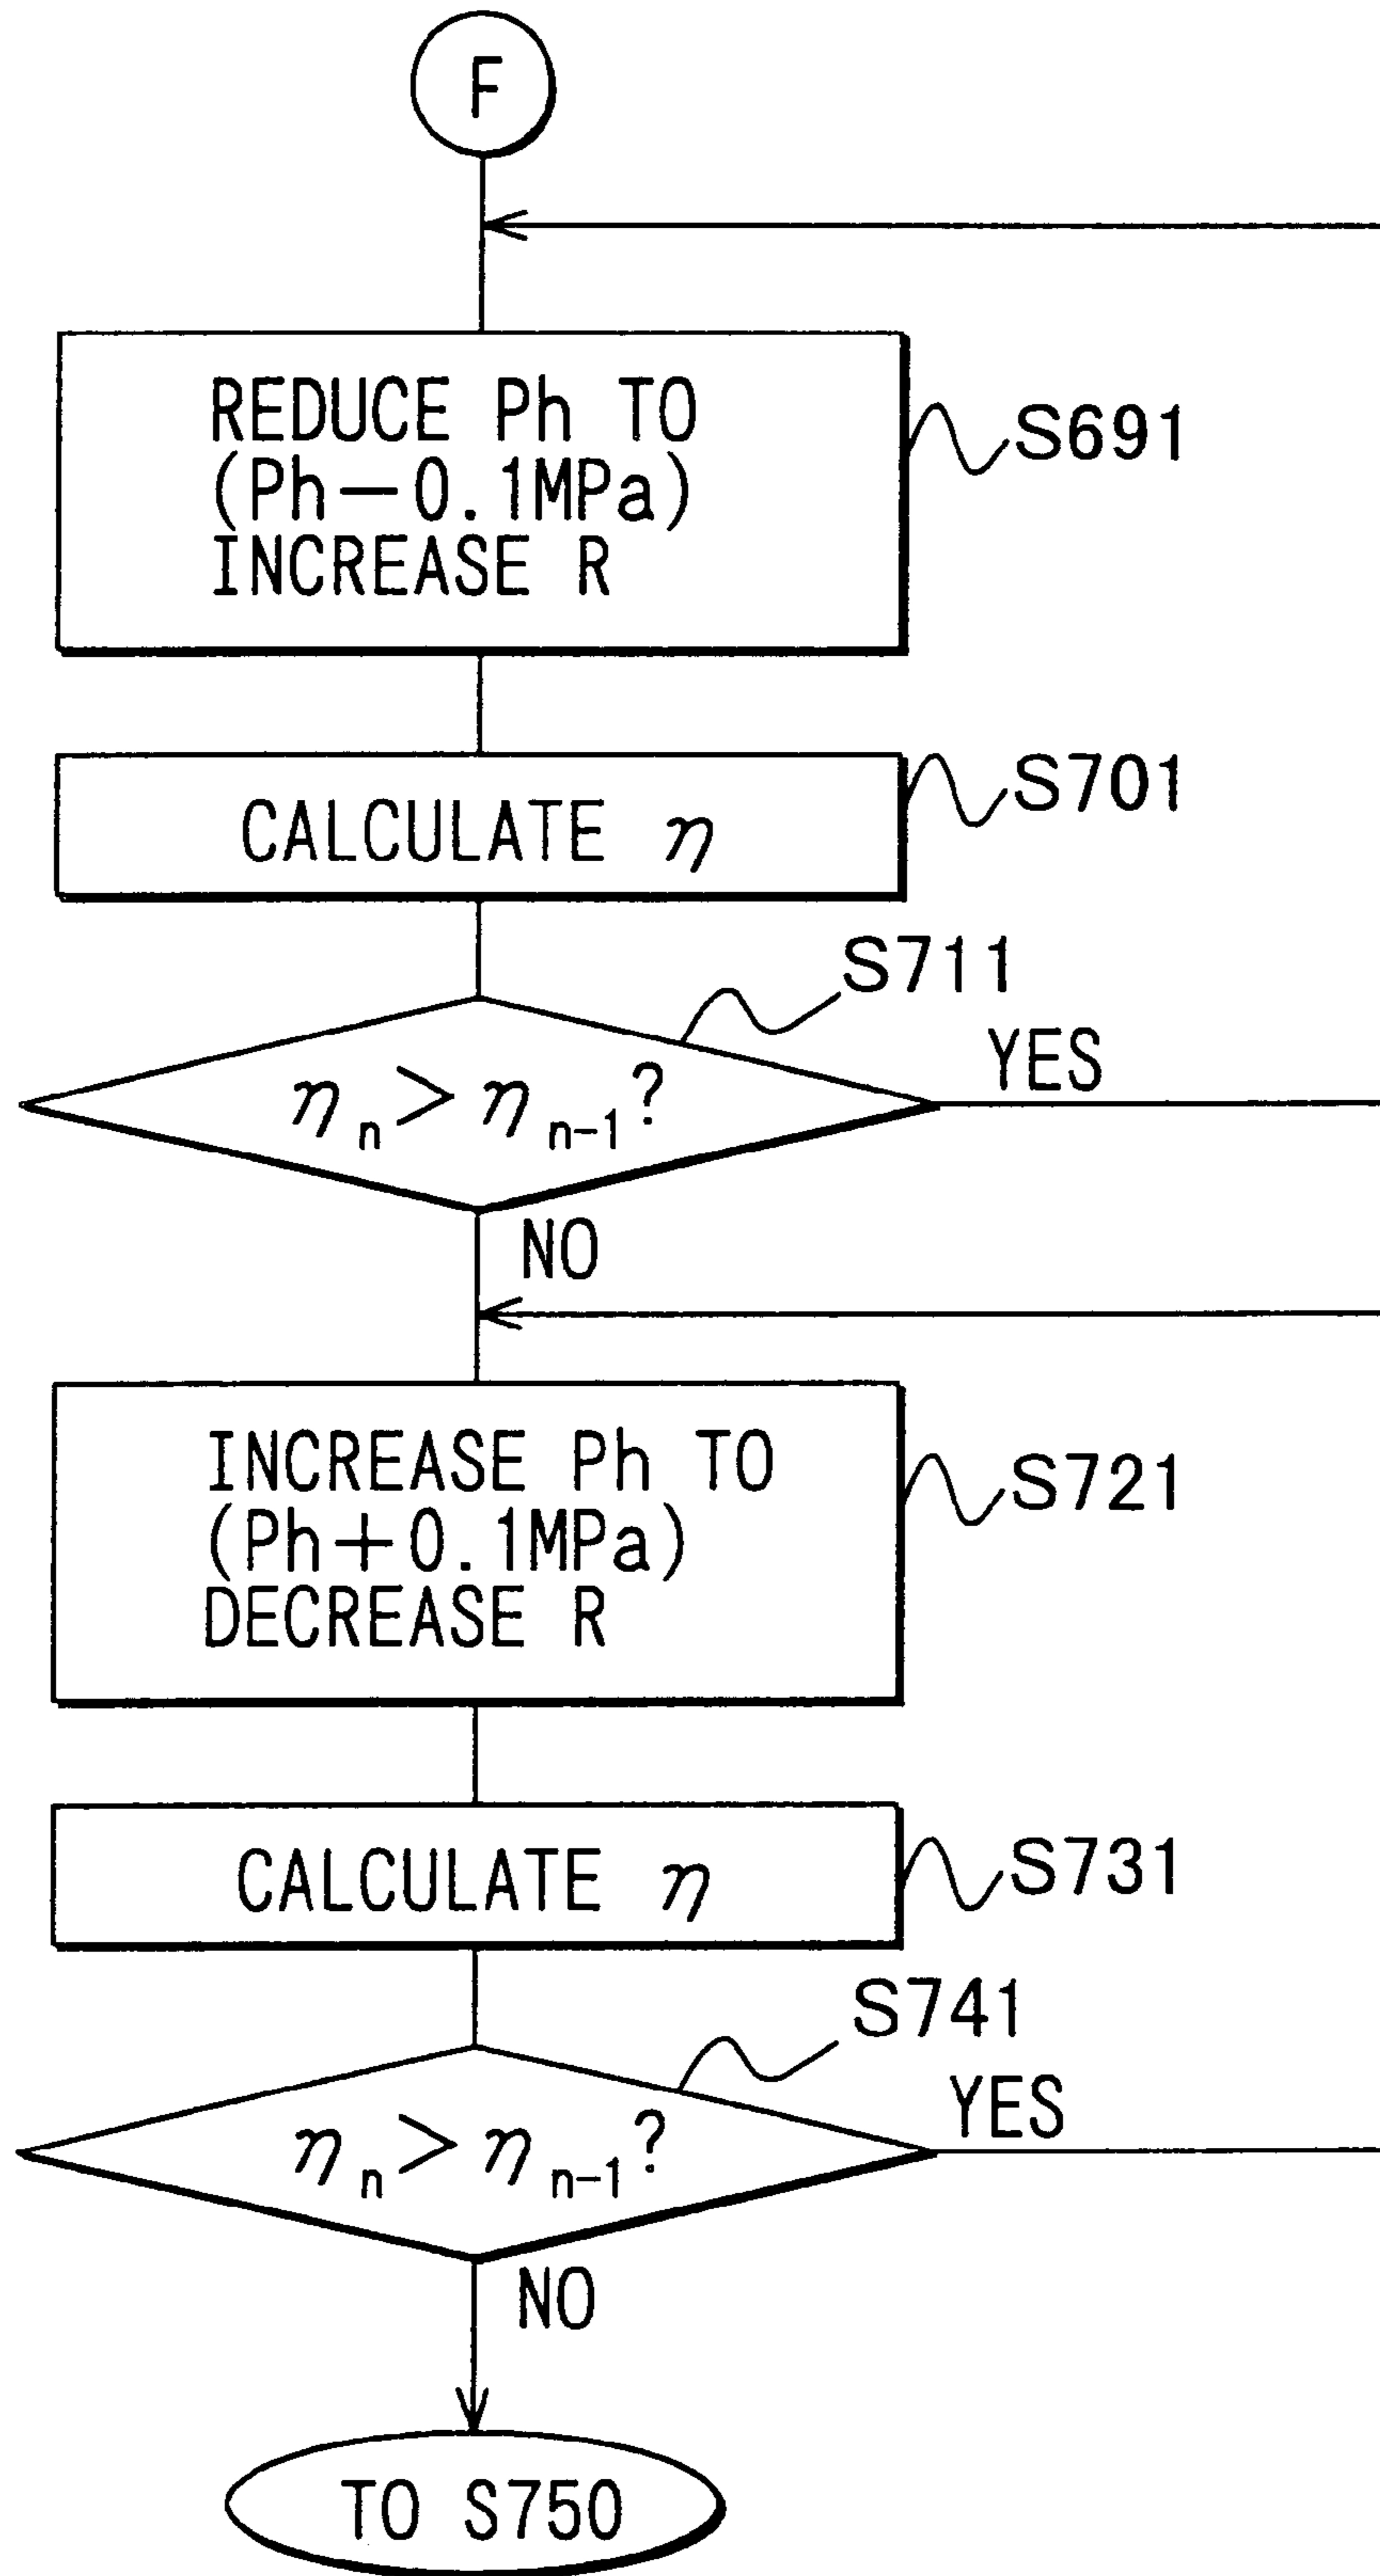 F
REDUCE Ph TO
(Ph−0.1MPa)
INCREASE R
S691
CALCULATE η
S701
S711
ηn > ηn-1?
YES
NO
INCREASE Ph TO
(Ph+0.1MPa)
DECREASE R
S721
CALCULATE η
S731
S741
ηn > ηn-1?
YES
NO
TO S750